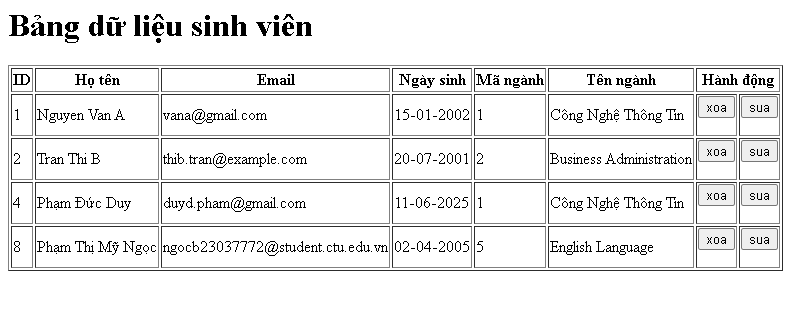 Bảng dữ liệu sinh viên
ID Họ tên Email Ngày sinh Mã ngành Tên ngành Hành động
1 Nguyen Van A vana@gmail.com 15-01-2002 1 Công Nghệ Thông Tin xoa sua
2 Tran Thi B thib.tran@example.com 20-07-2001 2 Business Administration xoa sua
4 Phạm Đức Duy duyd.pham@gmail.com 11-06-2025 1 Công Nghệ Thông Tin xoa sua
8 Phạm Thị Mỹ Ngọc ngocb23037772@student.ctu.edu.vn 02-04-2005 5 English Language xoa sua